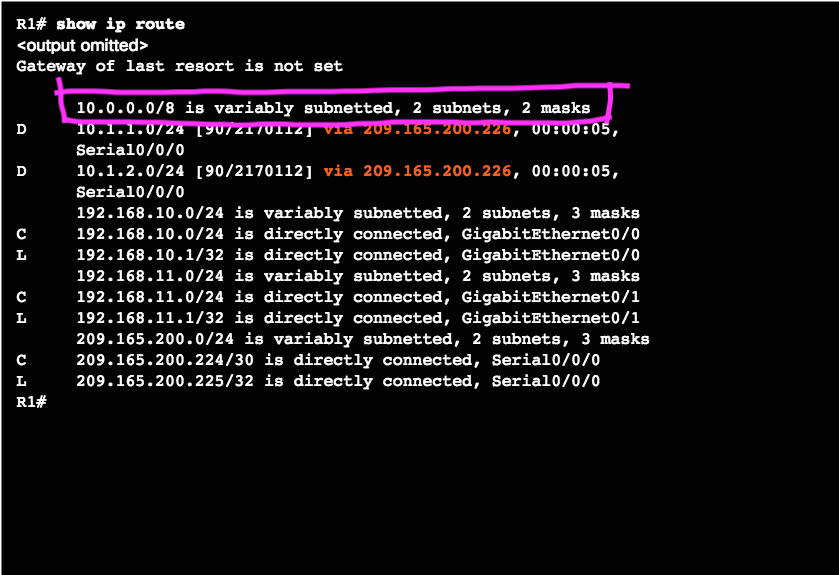 R1# show ip route
<output omitted>
Gateway of last resort is not set
10.0.0.0/8 is variably subnetted, 2 subnets, 2 masks
D 10.1.1.0/24 [90/2170112] via 209.165.200.226, 00:00:05,
Serial0/0/0
D 10.1.2.0/24 [90/2170112] via 209.165.200.226, 00:00:05,
Serial0/0/0
192.168.10.0/24 is variably subnetted, 2 subnets, 3 masks
C 192.168.10.0/24 is directly connected, GigabitEthernet0/0
L 192.168.10.1/32 is directly connected, GigabitEthernet0/0
192.168.11.0/24 is variably subnetted, 2 subnets, 3 masks
C 192.168.11.0/24 is directly connected, GigabitEthernet0/1
L 192.168.11.1/32 is directly connected, GigabitEthernet0/1
209.165.200.0/24 is variably subnetted, 2 subnets, 3 masks
C 209.165.200.224/30 is directly connected, Serial0/0/0
L 209.165.200.225/32 is directly connected, Serial0/0/0
R1#